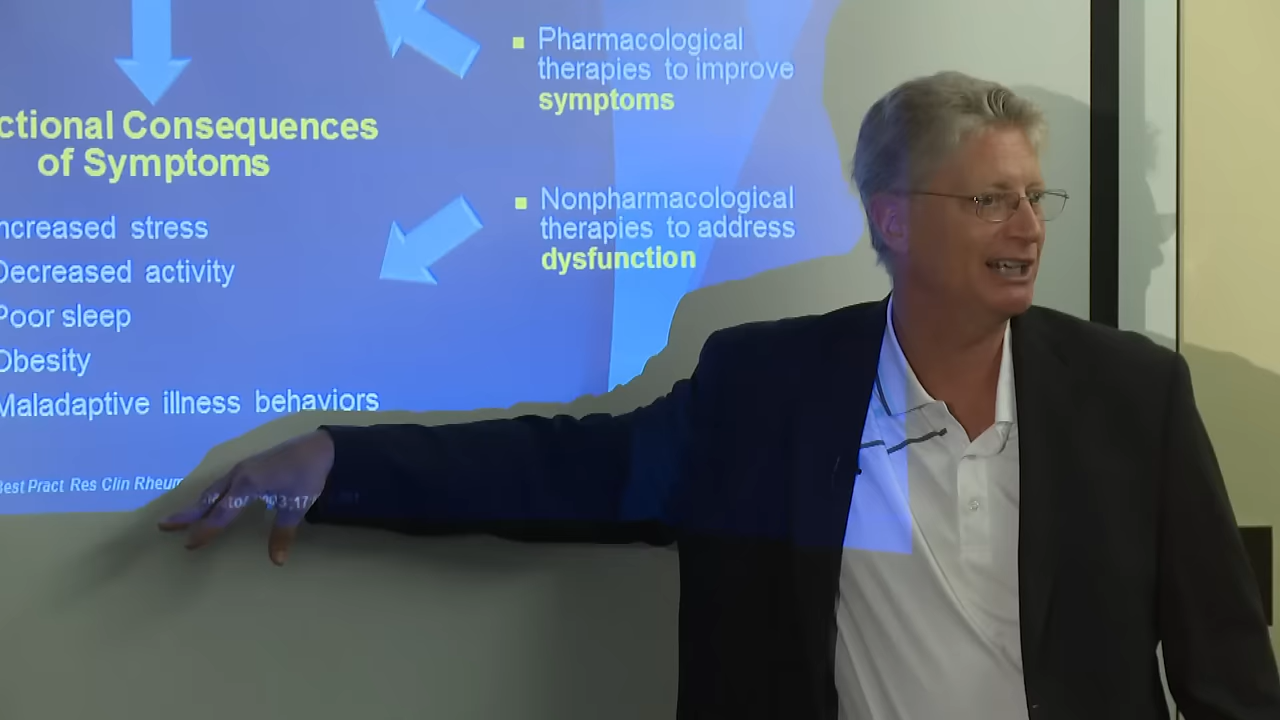 ctional Consequences
of Symptoms
ncreased stress
Decreased activity
Poor sleep
Obesity
Maladaptive illness behaviors
Best Pract Res Clin Rheum
Pharmacological
therapies to improve
symptoms
Nonpharmacological
therapies to address
dysfunction